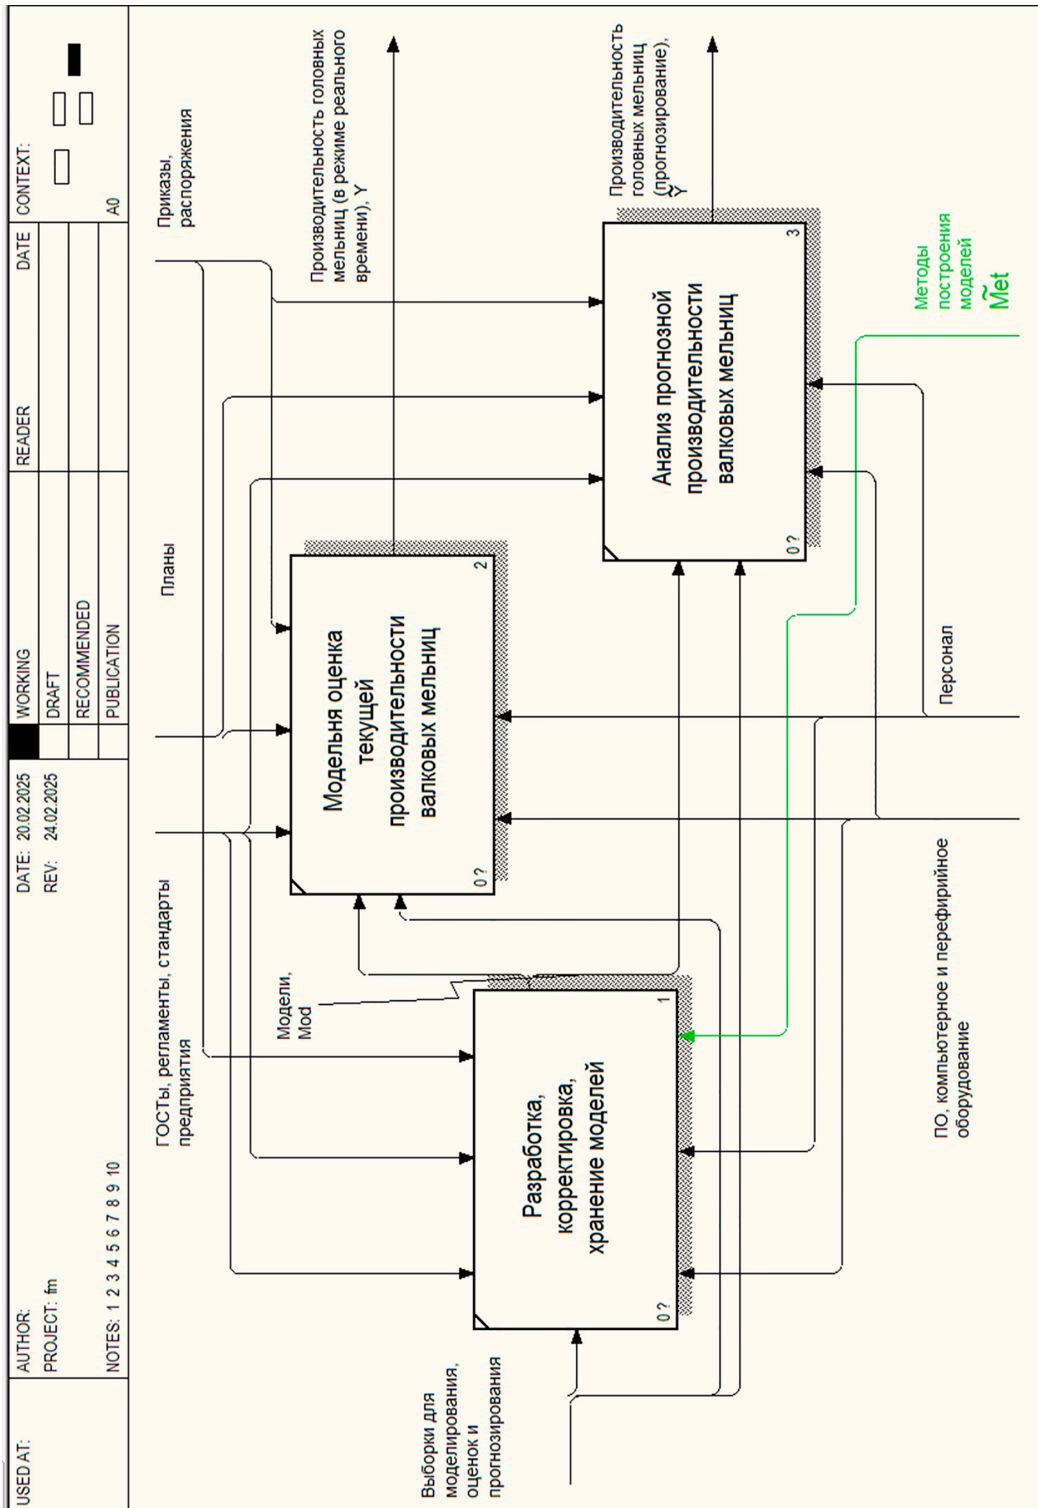 USED AT:
AUTHOR:
PROJECT: fm
NOTES: 1 2 3 4 5 6 7 8 9 10
DATE: 20.02.2025
REV: 24.02.2025
WORKING
DRAFT
RECOMMENDED
PUBLICATION
READER
DATE
CONTEXT:
A0
ГОСТы, регламенты, стандарты
предприятия
Планы
Приказы,
распоряжения
Производительность головных
мельниц (в режиме реального
времени), Y
Модельня оценка
текущей
производительности
валковых мельниц
0 ?
2
Модели,
Mod
Выборки для
моделирования,
оценок и
прогнозирования
Разработка,
корректировка,
хранение моделей
0 ?
1
Производительность
головных мельниц
(прогнозирование),
Ỹ
Анализ прогнозной
производительности
валковых мельниц
0 ?
3
ПО, компьютерное и перефирийное
оборудование
Персонал
Методы
построения
моделей
M̃et